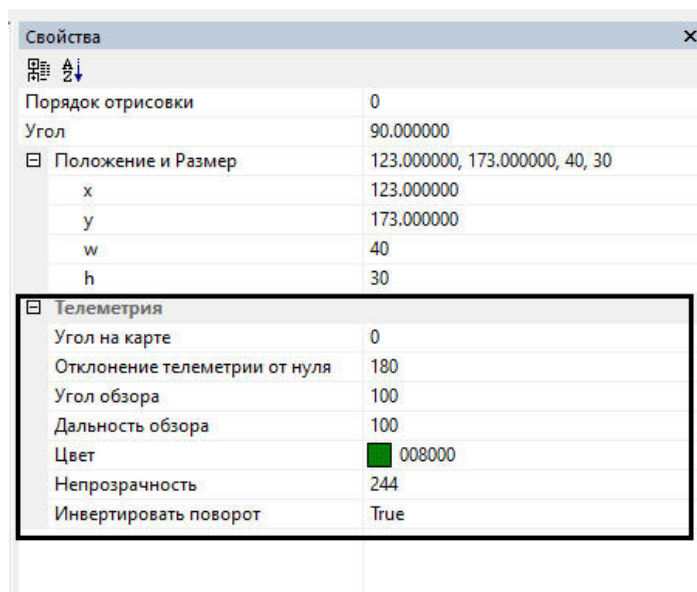 Свойства
Порядок отрисовки 0
Угол 90.000000
Положение и Размер 123.000000, 173.000000, 40, 30
x 123.000000
y 173.000000
w 40
h 30
Телеметрия
Угол на карте 0
Отклонение телеметрии от нуля 180
Угол обзора 100
Дальность обзора 100
Цвет 008000
Непрозрачность 244
Инвертировать поворот True